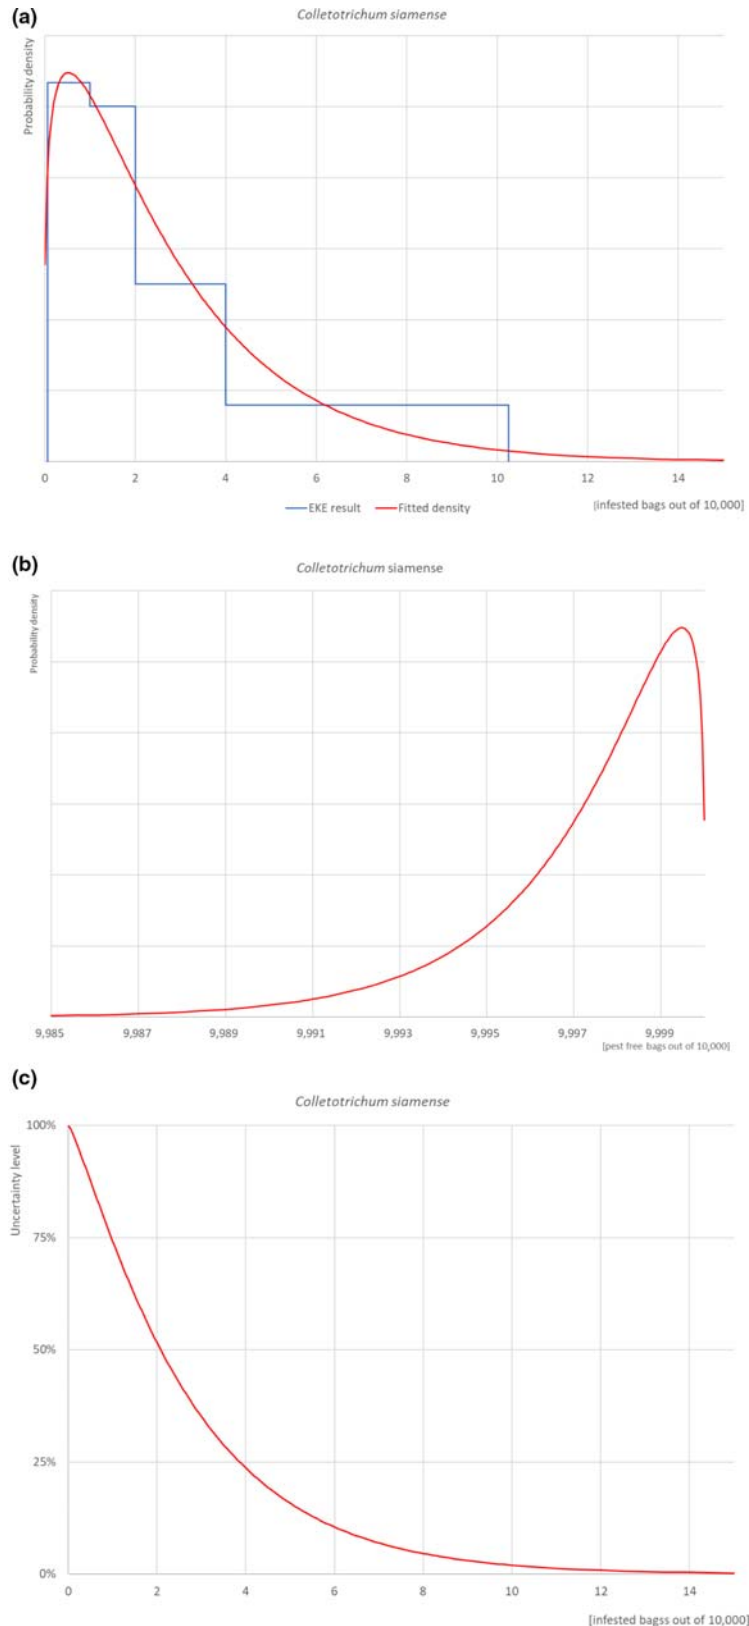 (a)
Colletotrichum siamense
Probability density
0 2 4 6 8 10 12 14
EKE result Fitted density
[infested bags out of 10,000]
(b)
Colletotrichum siamense
Probability density
9,985 9,987 9,989 9,991 9,993 9,995 9,997 9,999
[pest free bags out of 10,000]
(c)
Colletotrichum siamense
Uncertainty level
100%
75%
50%
25%
0%
0 2 4 6 8 10 12 14
[infested bagss out of 10,000]